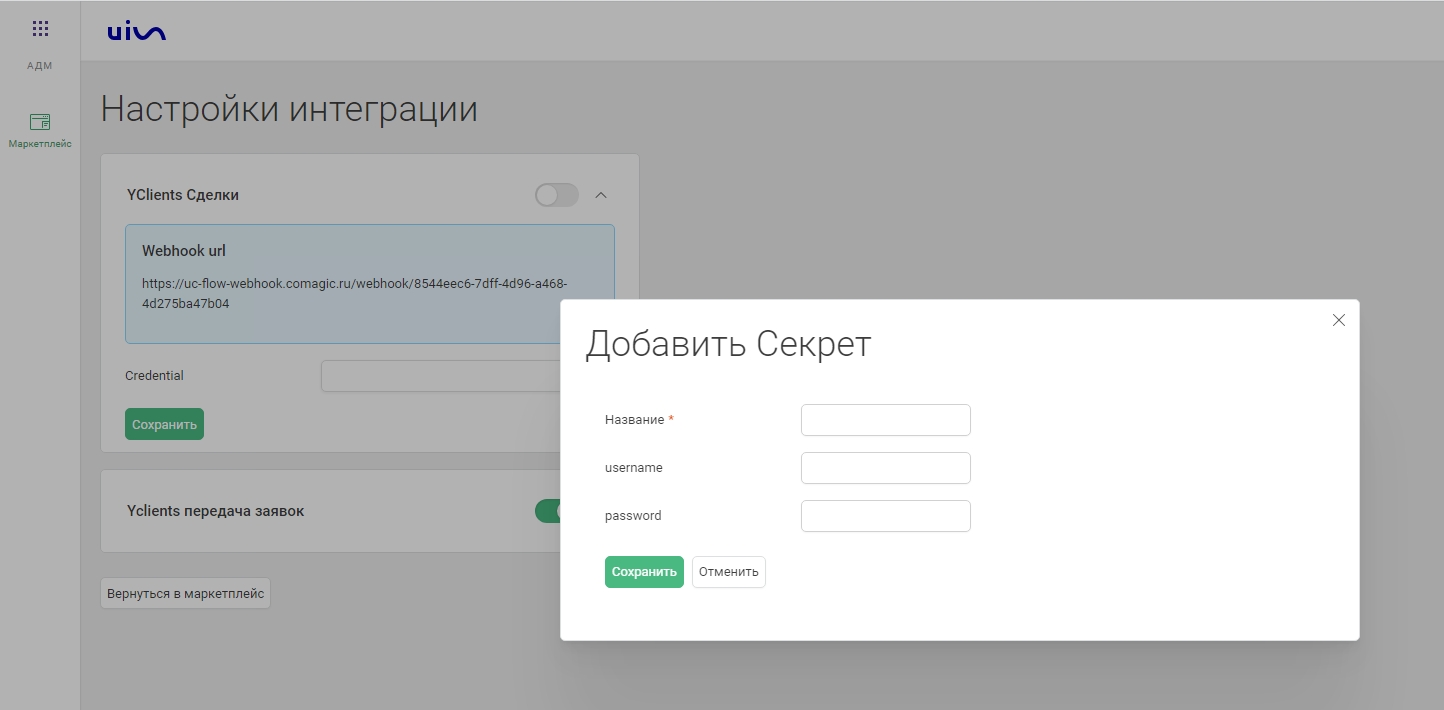 АДМ
Маркетплейс
uis
Настройки интеграции
YClients Сделки
Webhook url
https://uc-flow-webhook.comagic.ru/webhook/8544eec6-7dff-4d96-a468-
4d275ba47b04
Credential
Сохранить
Yclients передача заявок
Вернуться в маркетплейс
Добавить Секрет
Название *
username
password
Сохранить
Отменить